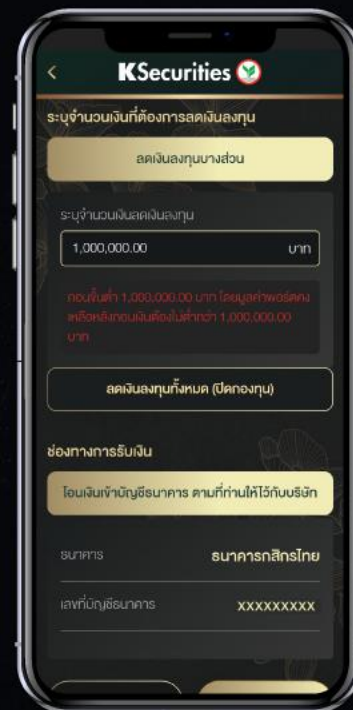 KSecurities
ระบุจำนวนเงินที่ต้องการลดเงินลงทุน
ลดเงินลงทุนบางส่วน
ระบุจำนวนเงินลดเงินลงทุน
1,000,000.00 บาท
ถอนขั้นต่ำ 1,000,000.00 บาท โดยมูลค่าพอร์ตคง
เหลือหลังถอนเงินต้องไม่ต่ำกว่า 1,000,000.00
บาท
ลดเงินลงทุนทั้งหมด (ปิดกองทุน)
ช่องทางการรับเงิน
โอนเงินเข้าบัญชีธนาคาร ตามที่ท่านให้ไว้กับบริษัท
ธนาคาร ธนาคารกสิกรไทย
เลขที่บัญชีธนาคาร xxxxxxxxx